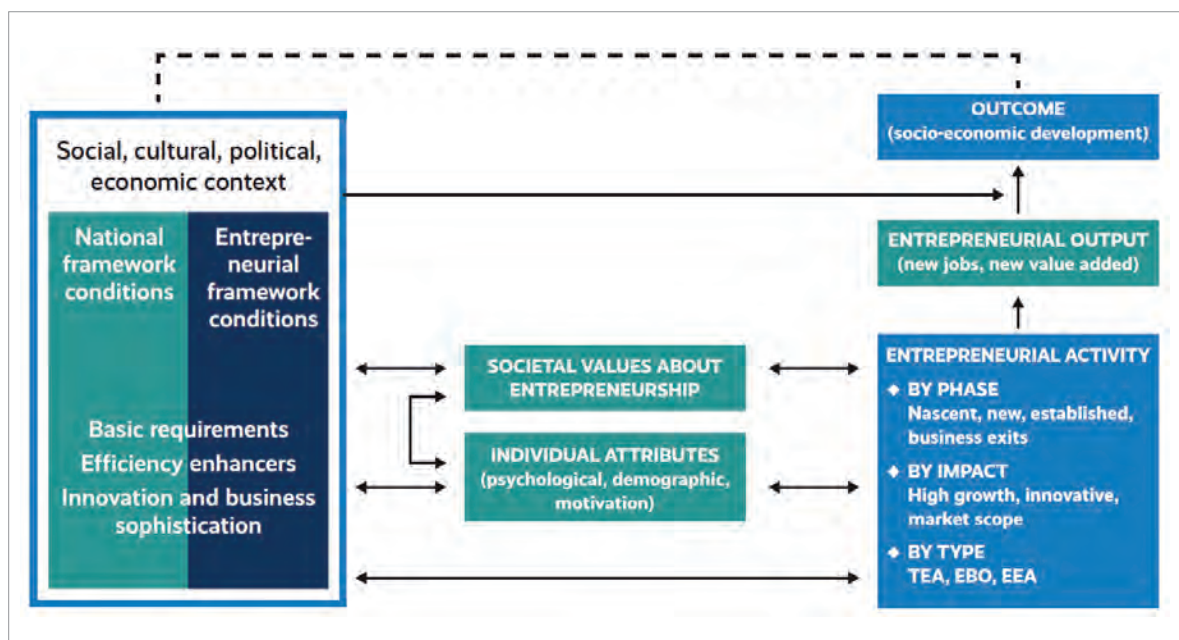 Social, cultural, political,
economic context
National
framework
conditions
Entrepre-
neurial
framework
conditions
Basic requirements
Efficiency enhancers
Innovation and business
sophistication
SOCIETAL VALUES ABOUT
ENTREPRENEURSHIP
INDIVIDUAL ATTRIBUTES
(psychological, demographic,
motivation)
OUTCOME
(socio-economic development)
ENTREPRENEURIAL OUTPUT
(new jobs, new value added)
ENTREPRENEURIAL ACTIVITY
◆ BY PHASE
Nascent, new, established,
business exits
◆ BY IMPACT
High growth, innovative,
market scope
◆ BY TYPE
TEA, EBO, EEA